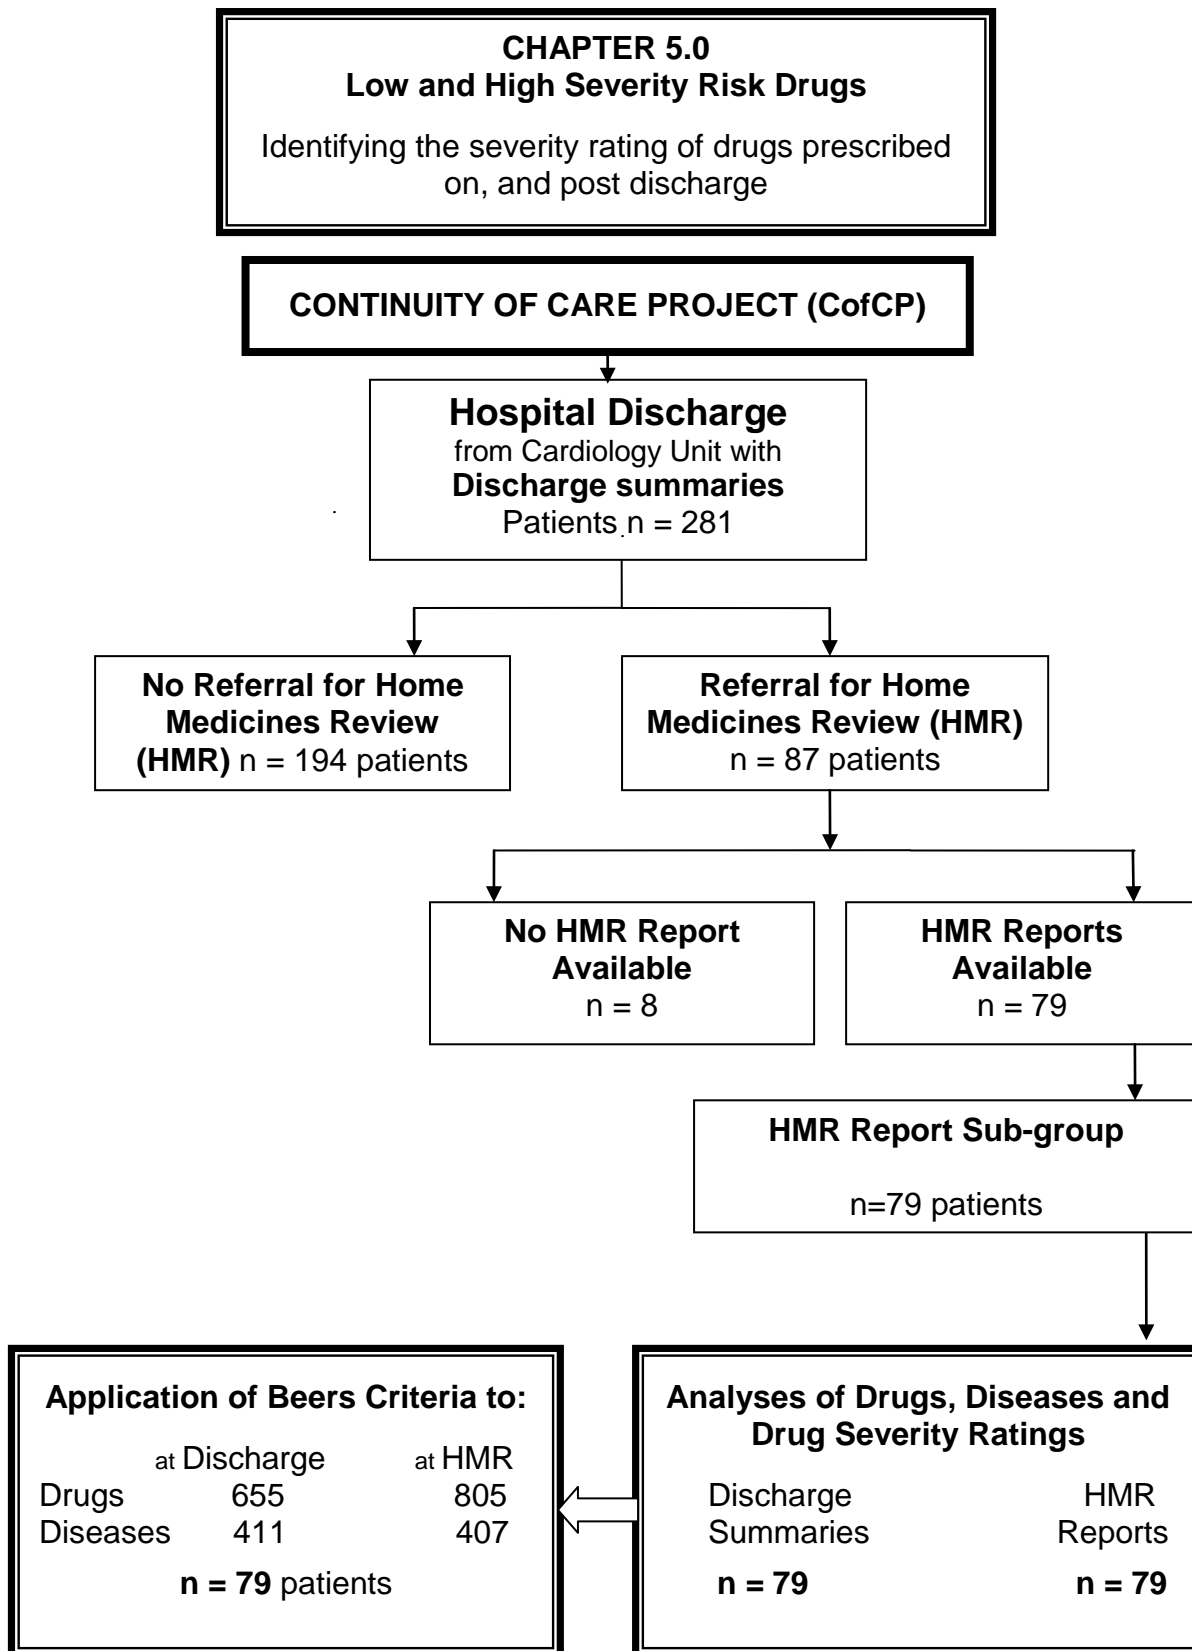 CHAPTER 5.0
Low and High Severity Risk Drugs
Identifying the severity rating of drugs prescribed
on, and post discharge
CONTINUITY OF CARE PROJECT (CofCP)
Hospital Discharge
from Cardiology Unit with
Discharge summaries
Patients n = 281
No Referral for Home
Medicines Review
(HMR) n = 194 patients
Referral for Home
Medicines Review (HMR)
n = 87 patients
No HMR Report
Available
n = 8
HMR Reports
Available
n = 79
HMR Report Sub-group
n=79 patients
Application of Beers Criteria to:
at Discharge at HMR
Drugs 655 805
Diseases 411 407
n = 79 patients
Analyses of Drugs, Diseases and
Drug Severity Ratings
Discharge HMR
Summaries Reports
n = 79 n = 79